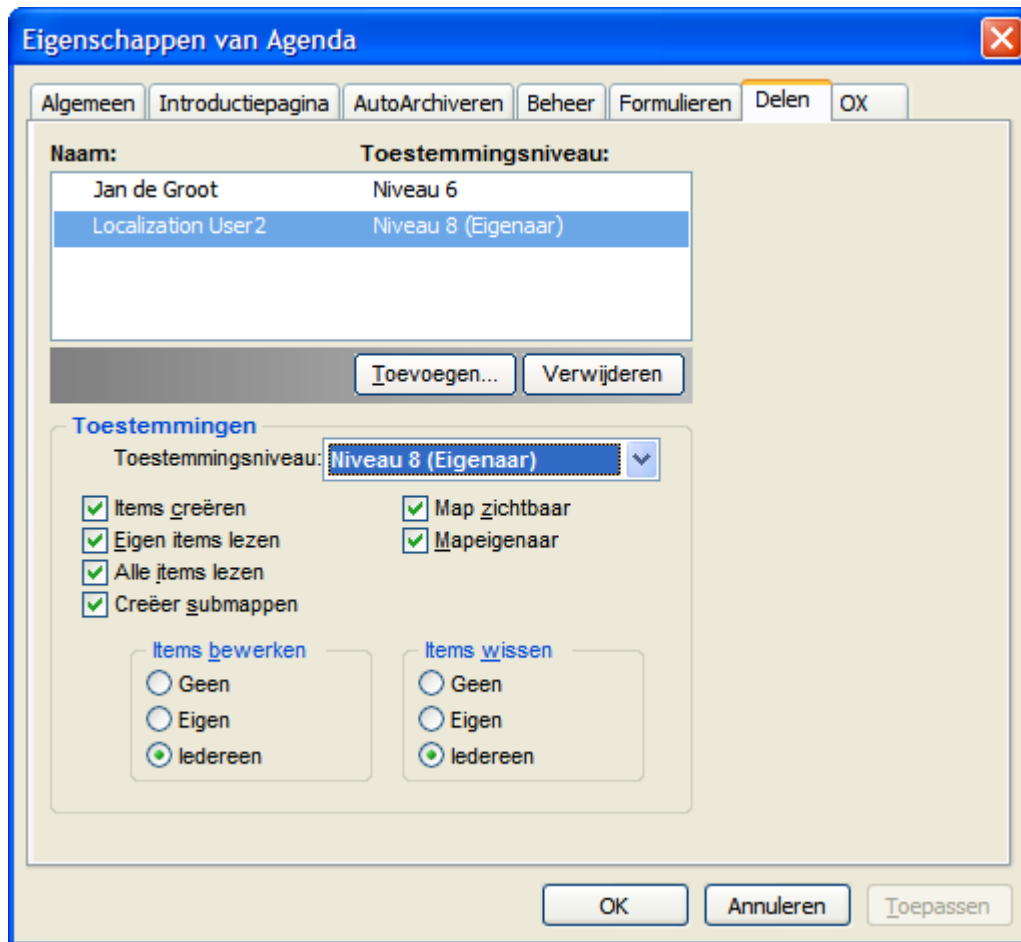 Eigenschappen van Agenda
Algemeen Introductiepagina AutoArchiveren Beheer Formulieren Delen OX
Naam: Toestemmingsniveau:
Jan de Groot Niveau 6
Localization User2 Niveau 8 (Eigenaar)
Toevoegen... Verwijderen
Toestemmingen
Toestemmingsniveau: Niveau 8 (Eigenaar)
Items creëren Map zichtbaar
Eigen items lezen Mapeigenaar
Alle items lezen
Creëer submappen
Items bewerken Items wissen
Geen Geen
Eigen Eigen
Iedereen Iedereen
OK Annuleren Toepassen